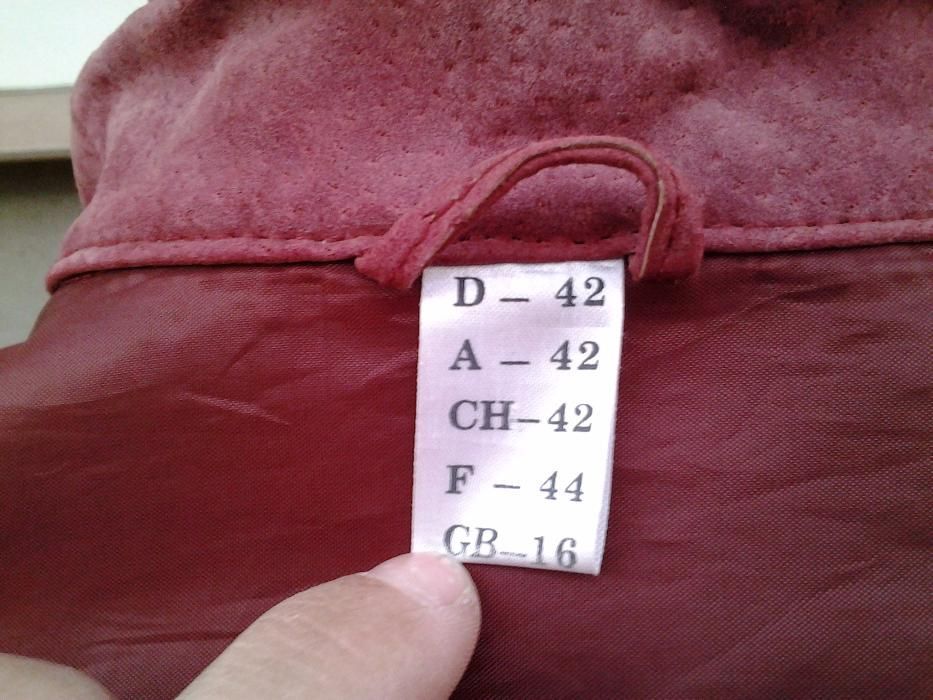 D – 42
A – 42
CH–42
F – 44
GB–16